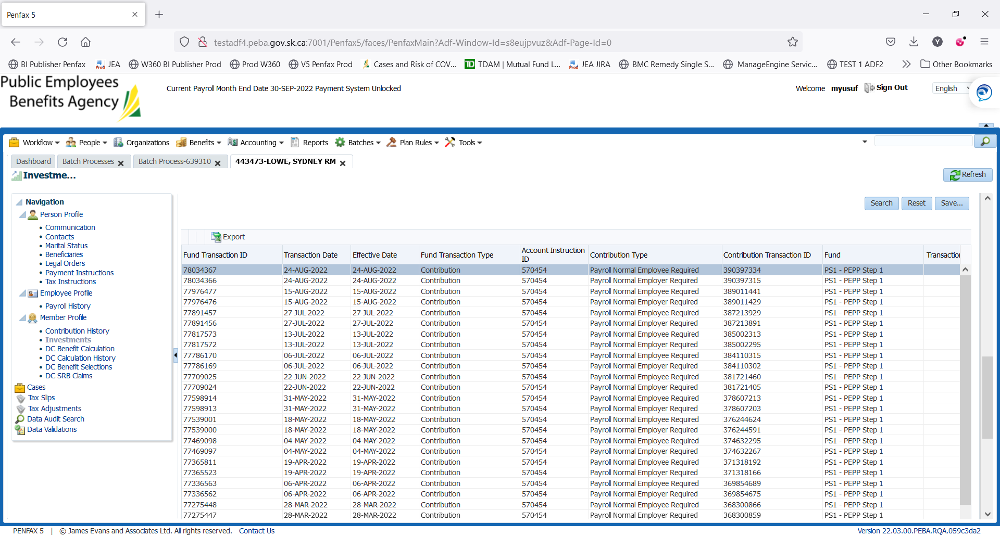 Penfax 5
testadf4.peba.gov.sk.ca:7001/Penfax5/faces/PenfaxMain?Adf-Window-Id=s8eujpvuz&Adf-Page-Id=0
Y
BI Publisher Penfax JEA W360 BI Publisher Prod Prod W360 V5 Penfax Prod Cases and Risk of COV... TD TDAM | Mutual Fund L... JEA JIRA BMC Remedy Single S... ManageEngine Servic... TEST 1 ADF2 Other Bookmarks
Public Employees
Benefits Agency
Current Payroll Month End Date 30-SEP-2022 Payment System Unlocked
Welcome myusuf Sign Out English
Workflow People Organizations Benefits Accounting Reports Batches Plan Rules Tools
Dashboard Batch Processes Batch Process-639310 443473-LOWE, SYDNEY RM
Investme...
Refresh
Navigation
Person Profile
Communication
Contacts
Marital Status
Beneficiaries
Legal Orders
Payment Instructions
Tax Instructions
Employee Profile
Payroll History
Member Profile
Contribution History
Investments
DC Benefit Calculation
DC Calculation History
DC Benefit Selections
DC SRB Claims
Cases
Tax Slips
Tax Adjustments
Data Audit Search
Data Validations
Search Reset Save...
Export
Fund Transaction ID Transaction Date Effective Date Fund Transaction Type Account Instruction ID Contribution Type Contribution Transaction ID Fund Transaction
78034367 24-AUG-2022 24-AUG-2022 Contribution 570454 Payroll Normal Employee Required 390397334 PS1 - PEPP Step 1
78034366 24-AUG-2022 24-AUG-2022 Contribution 570454 Payroll Normal Employer Required 390397315 PS1 - PEPP Step 1
77976477 15-AUG-2022 15-AUG-2022 Contribution 570454 Payroll Normal Employee Required 389011441 PS1 - PEPP Step 1
77976476 15-AUG-2022 15-AUG-2022 Contribution 570454 Payroll Normal Employer Required 389011429 PS1 - PEPP Step 1
77891457 27-JUL-2022 27-JUL-2022 Contribution 570454 Payroll Normal Employee Required 387213929 PS1 - PEPP Step 1
77891456 27-JUL-2022 27-JUL-2022 Contribution 570454 Payroll Normal Employer Required 387213891 PS1 - PEPP Step 1
77817573 13-JUL-2022 13-JUL-2022 Contribution 570454 Payroll Normal Employee Required 385002313 PS1 - PEPP Step 1
77817572 13-JUL-2022 13-JUL-2022 Contribution 570454 Payroll Normal Employer Required 385002295 PS1 - PEPP Step 1
77786170 06-JUL-2022 06-JUL-2022 Contribution 570454 Payroll Normal Employee Required 384110315 PS1 - PEPP Step 1
77786169 06-JUL-2022 06-JUL-2022 Contribution 570454 Payroll Normal Employer Required 384110302 PS1 - PEPP Step 1
77709025 22-JUN-2022 22-JUN-2022 Contribution 570454 Payroll Normal Employee Required 381721460 PS1 - PEPP Step 1
77709024 22-JUN-2022 22-JUN-2022 Contribution 570454 Payroll Normal Employer Required 381721405 PS1 - PEPP Step 1
77598914 31-MAY-2022 31-MAY-2022 Contribution 570454 Payroll Normal Employee Required 378607213 PS1 - PEPP Step 1
77598913 31-MAY-2022 31-MAY-2022 Contribution 570454 Payroll Normal Employer Required 378607203 PS1 - PEPP Step 1
77539001 18-MAY-2022 18-MAY-2022 Contribution 570454 Payroll Normal Employee Required 376244624 PS1 - PEPP Step 1
77539000 18-MAY-2022 18-MAY-2022 Contribution 570454 Payroll Normal Employer Required 376244591 PS1 - PEPP Step 1
77469098 04-MAY-2022 04-MAY-2022 Contribution 570454 Payroll Normal Employee Required 374632295 PS1 - PEPP Step 1
77469097 04-MAY-2022 04-MAY-2022 Contribution 570454 Payroll Normal Employer Required 374632267 PS1 - PEPP Step 1
77365811 19-APR-2022 19-APR-2022 Contribution 570454 Payroll Normal Employee Required 371318192 PS1 - PEPP Step 1
77365523 19-APR-2022 19-APR-2022 Contribution 570454 Payroll Normal Employer Required 371318166 PS1 - PEPP Step 1
77336563 06-APR-2022 06-APR-2022 Contribution 570454 Payroll Normal Employee Required 369854689 PS1 - PEPP Step 1
77336562 06-APR-2022 06-APR-2022 Contribution 570454 Payroll Normal Employer Required 369854675 PS1 - PEPP Step 1
77275448 28-MAR-2022 28-MAR-2022 Contribution 570454 Payroll Normal Employee Required 368300866 PS1 - PEPP Step 1
77275447 28-MAR-2022 28-MAR-2022 Contribution 570454 Payroll Normal Employer Required 368300859 PS1 - PEPP Step 1
PENFAX 5 | © James Evans and Associates Ltd. All rights reserved. Contact Us
Version 22.03.00.PEBA.RQA.059c3da2